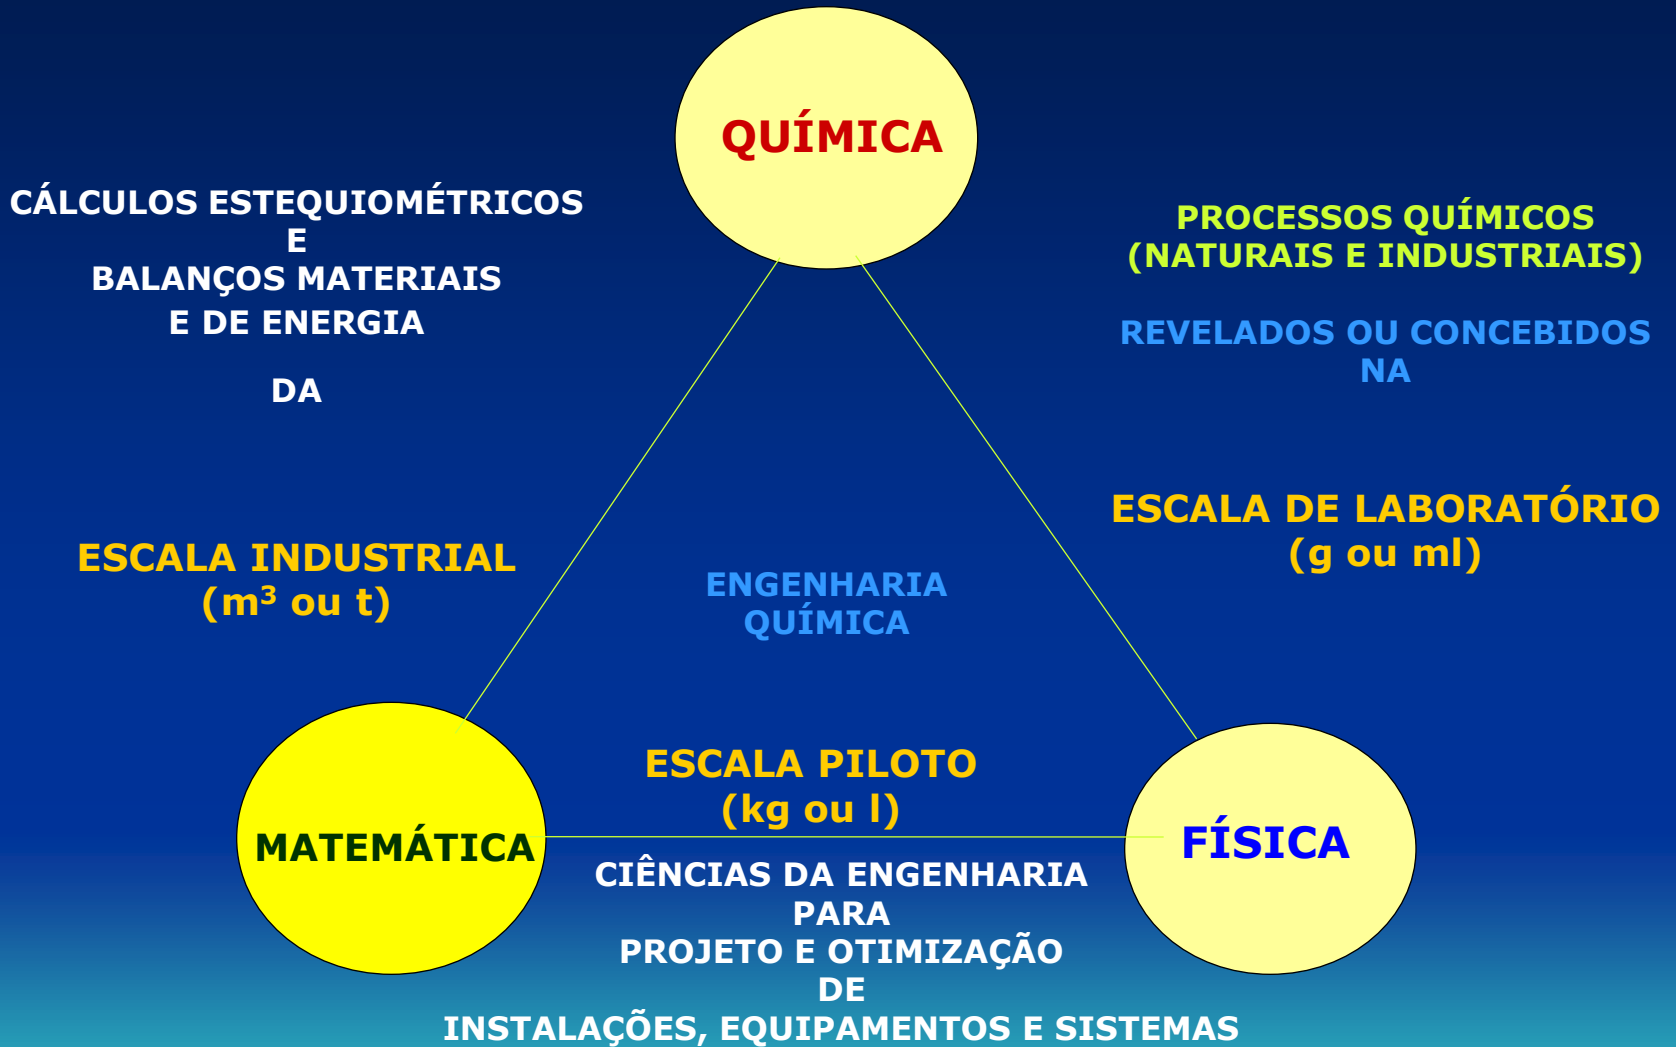 QUÍMICA
CÁLCULOS ESTEQUIOMÉTRICOS
E
BALANÇOS MATERIAIS
E DE ENERGIA
DA
ESCALA INDUSTRIAL
(m³ ou t)
PROCESSOS QUÍMICOS
(NATURAIS E INDUSTRIAIS)
REVELADOS OU CONCEBIDOS
NA
ESCALA DE LABORATÓRIO
(g ou ml)
ENGENHARIA
QUÍMICA
MATEMÁTICA
ESCALA PILOTO
(kg ou l)
FÍSICA
CIÊNCIAS DA ENGENHARIA
PARA
PROJETO E OTIMIZAÇÃO
DE
INSTALAÇÕES, EQUIPAMENTOS E SISTEMAS